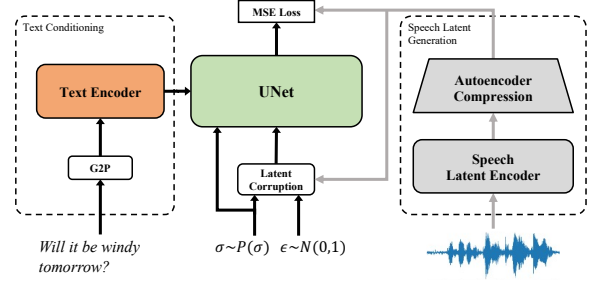 MSE Loss
Text Conditioning
Speech Latent
Generation
Text Encoder
UNet
Autoencoder
Compression
G2P
Latent
Corruption
Speech
Latent Encoder
Will it be windy
tomorrow?
σ~P(σ)
ϵ~N(0,1)